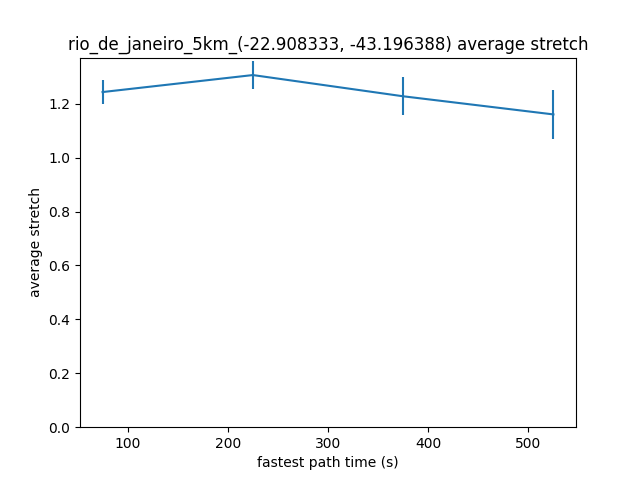 rio_de_janeiro_5km_(-22.908333, -43.196388) average stretch
average stretch
1.2
1.0
0.8
0.6
0.4
0.2
0.0
100 200 300 400 500
fastest path time (s)